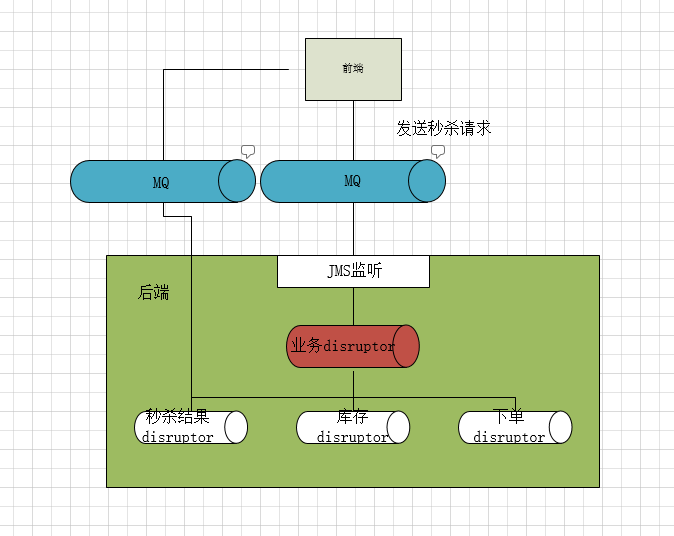 前端
发送秒杀请求
MQ
MQ
JMS监听
后端
业务disruptor
秒杀结果
disruptor
库存
disruptor
下单
disruptor